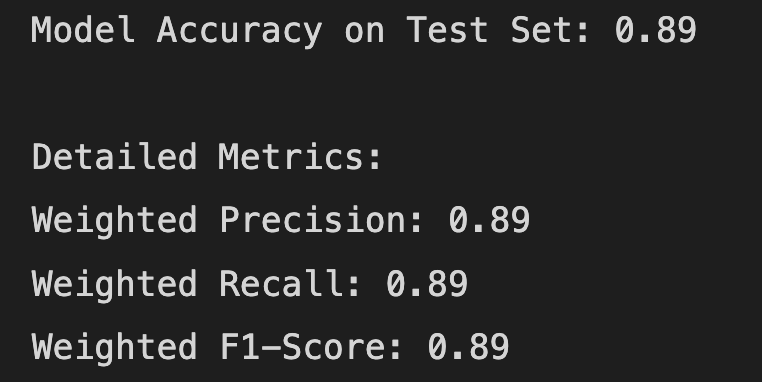 Model Accuracy on Test Set: 0.89
Detailed Metrics:
Weighted Precision: 0.89
Weighted Recall: 0.89
Weighted F1-Score: 0.89